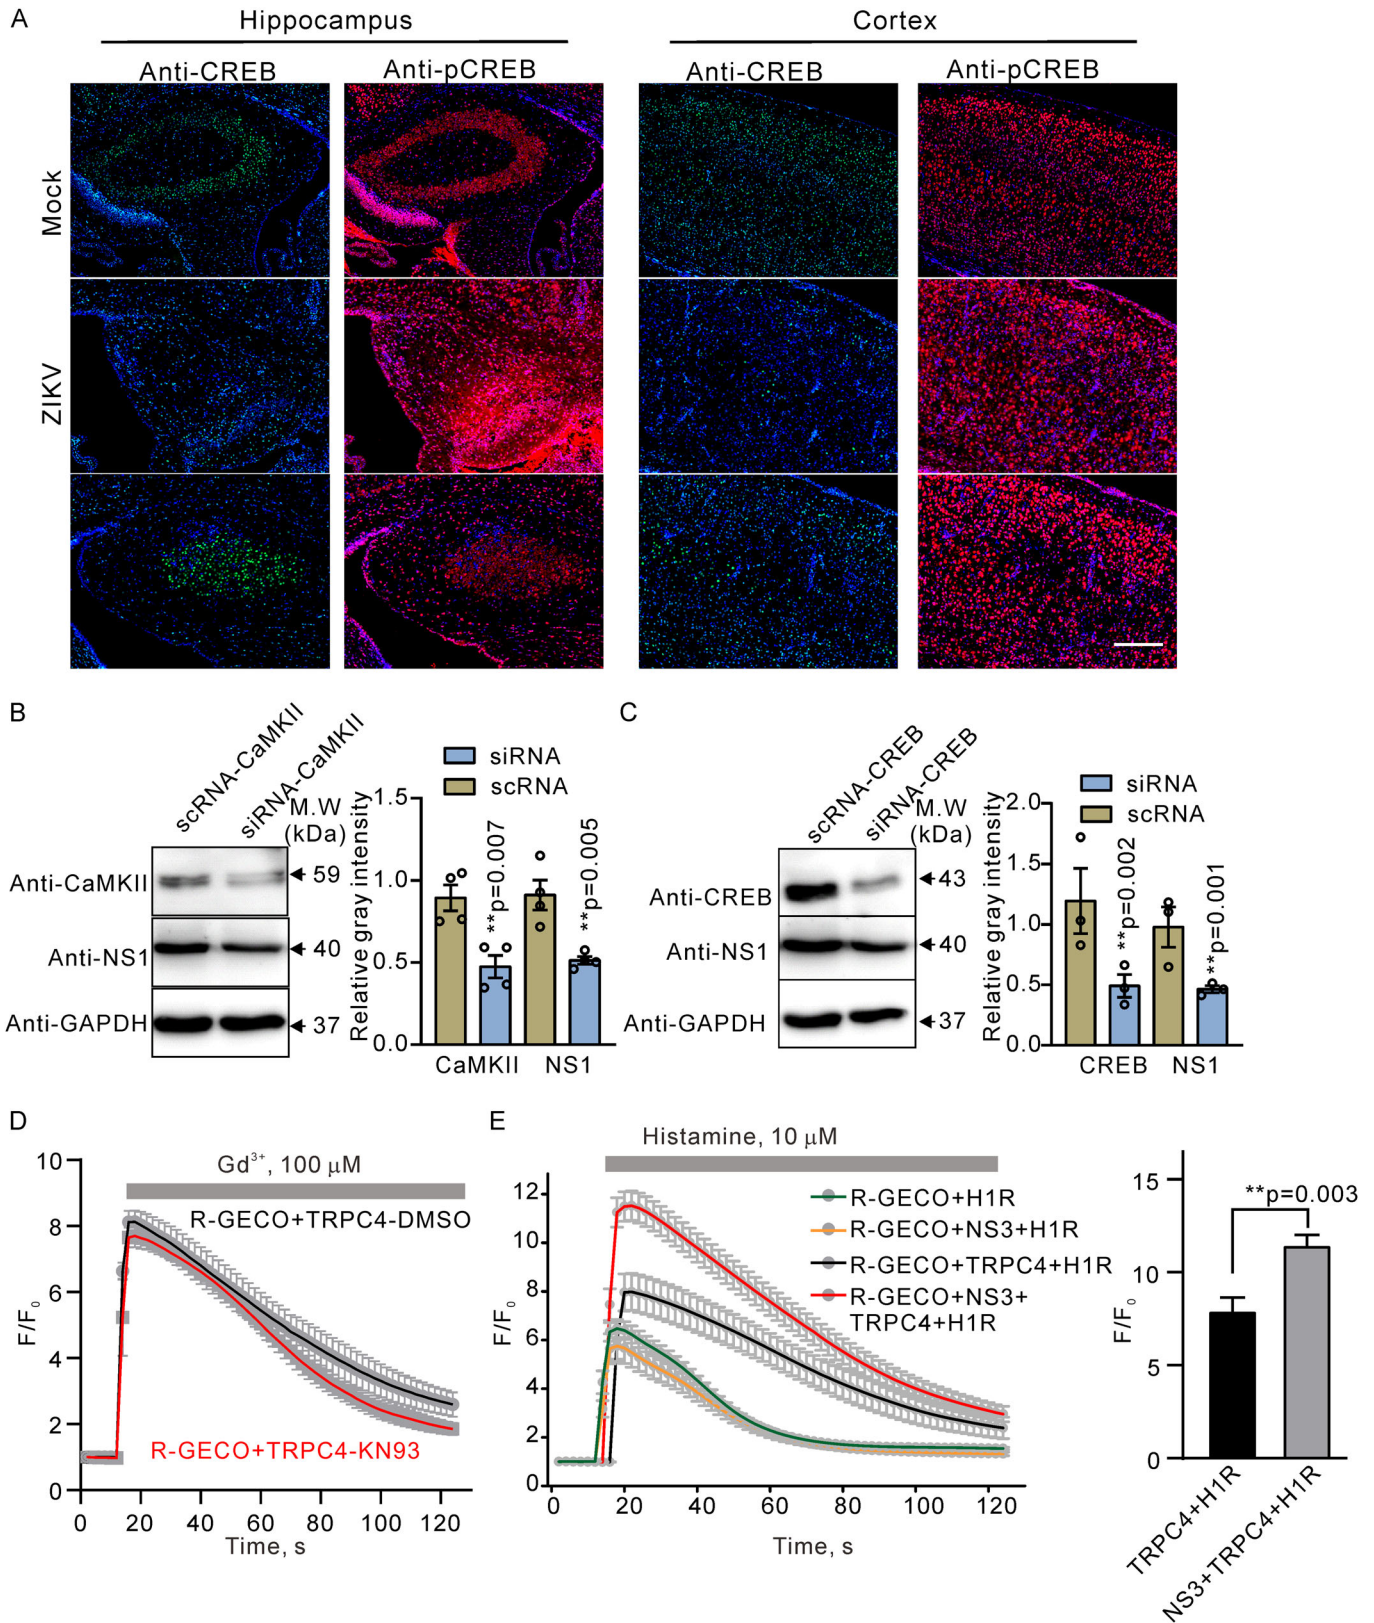 A
Hippocampus
Cortex
Anti-CREB
Anti-pCREB
Anti-CREB
Anti-pCREB
Mock
ZIKV
B
scRNA-CaMKII
siRNA-CaMKII
M.W
(kDa)
Anti-CaMKII
59
Anti-NS1
40
Anti-GAPDH
37
siRNA
scRNA
Relative gray intensity
1.5
1.0
0.5
0.0
**p=0.007
**p=0.005
CaMKII
NS1
C
scRNA-CREB
siRNA-CREB
M.W
(kDa)
Anti-CREB
43
Anti-NS1
40
Anti-GAPDH
37
siRNA
scRNA
Relative gray intensity
2.0
1.5
1.0
0.5
0.0
**p=0.002
**p=0.001
CREB
NS1
D
Gd³⁺, 100 μM
R-GECO+TRPC4-DMSO
R-GECO+TRPC4-KN93
F/F₀
10
8
6
4
2
0
0 20 40 60 80 100 120
Time, s
E
Histamine, 10 μM
R-GECO+H1R
R-GECO+NS3+H1R
R-GECO+TRPC4+H1R
R-GECO+NS3+
TRPC4+H1R
F/F₀
12
10
8
6
4
2
0
0 20 40 60 80 100 120
Time, s
**p=0.003
F/F₀
15
10
5
0
TRPC4+H1R
NS3+TRPC4+H1R